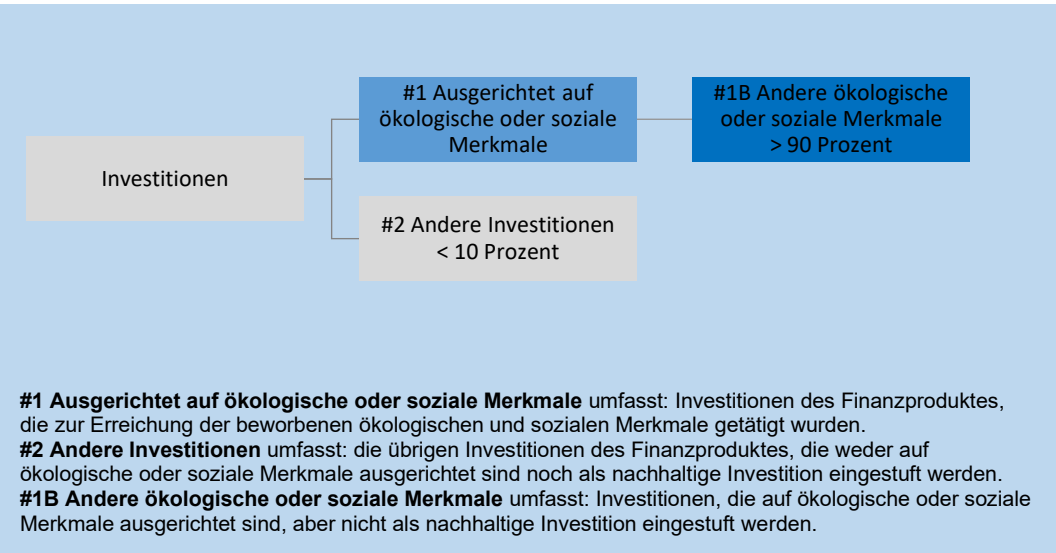 #1 Ausgerichtet auf
ökologische oder soziale
Merkmale
#1B Andere ökologische
oder soziale Merkmale
> 90 Prozent
Investitionen
#2 Andere Investitionen
< 10 Prozent
#1 Ausgerichtet auf ökologische oder soziale Merkmale umfasst: Investitionen des Finanzproduktes,
die zur Erreichung der beworbenen ökologischen und sozialen Merkmale getätigt wurden.
#2 Andere Investitionen umfasst: die übrigen Investitionen des Finanzproduktes, die weder auf
ökologische oder soziale Merkmale ausgerichtet sind noch als nachhaltige Investition eingestuft werden.
#1B Andere ökologische oder soziale Merkmale umfasst: Investitionen, die auf ökologische oder soziale
Merkmale ausgerichtet sind, aber nicht als nachhaltige Investition eingestuft werden.